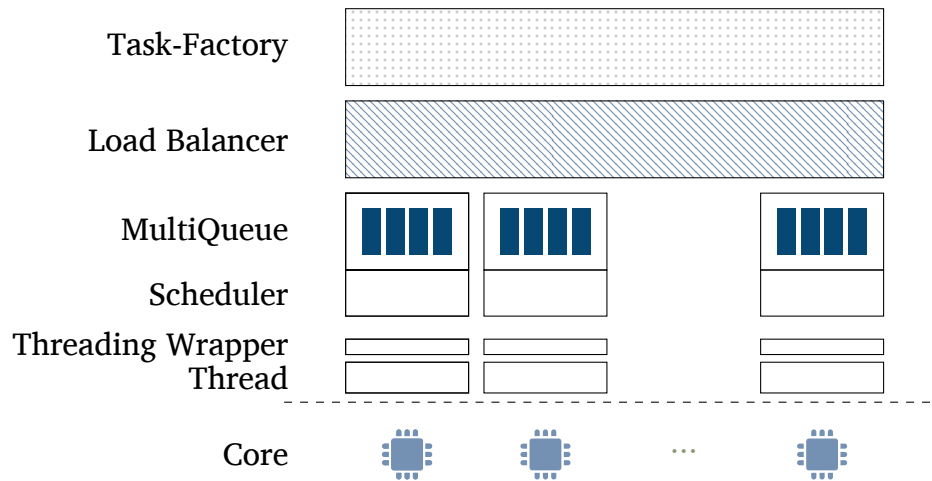 Task-Factory
Load Balancer
MultiQueue
Scheduler
Threading Wrapper
Thread
Core
...